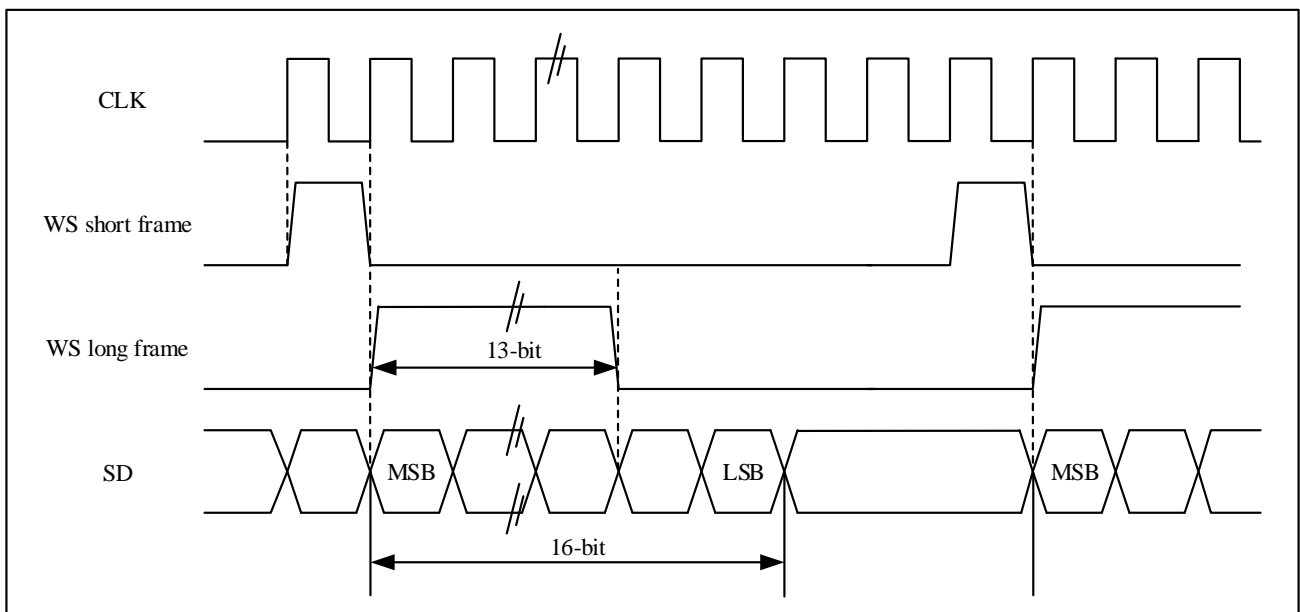 CLK
WS short frame
WS long frame
13-bit
SD
MSB
LSB
MSB
16-bit